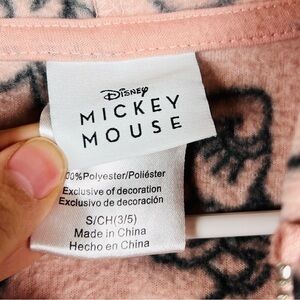 Disney
MICKEY
MOUSE
00%Polyester/Poliéster
Exclusive of decoration
Exclusivo de decoración
S/CH(3/5)
Made in China
Hecho en China